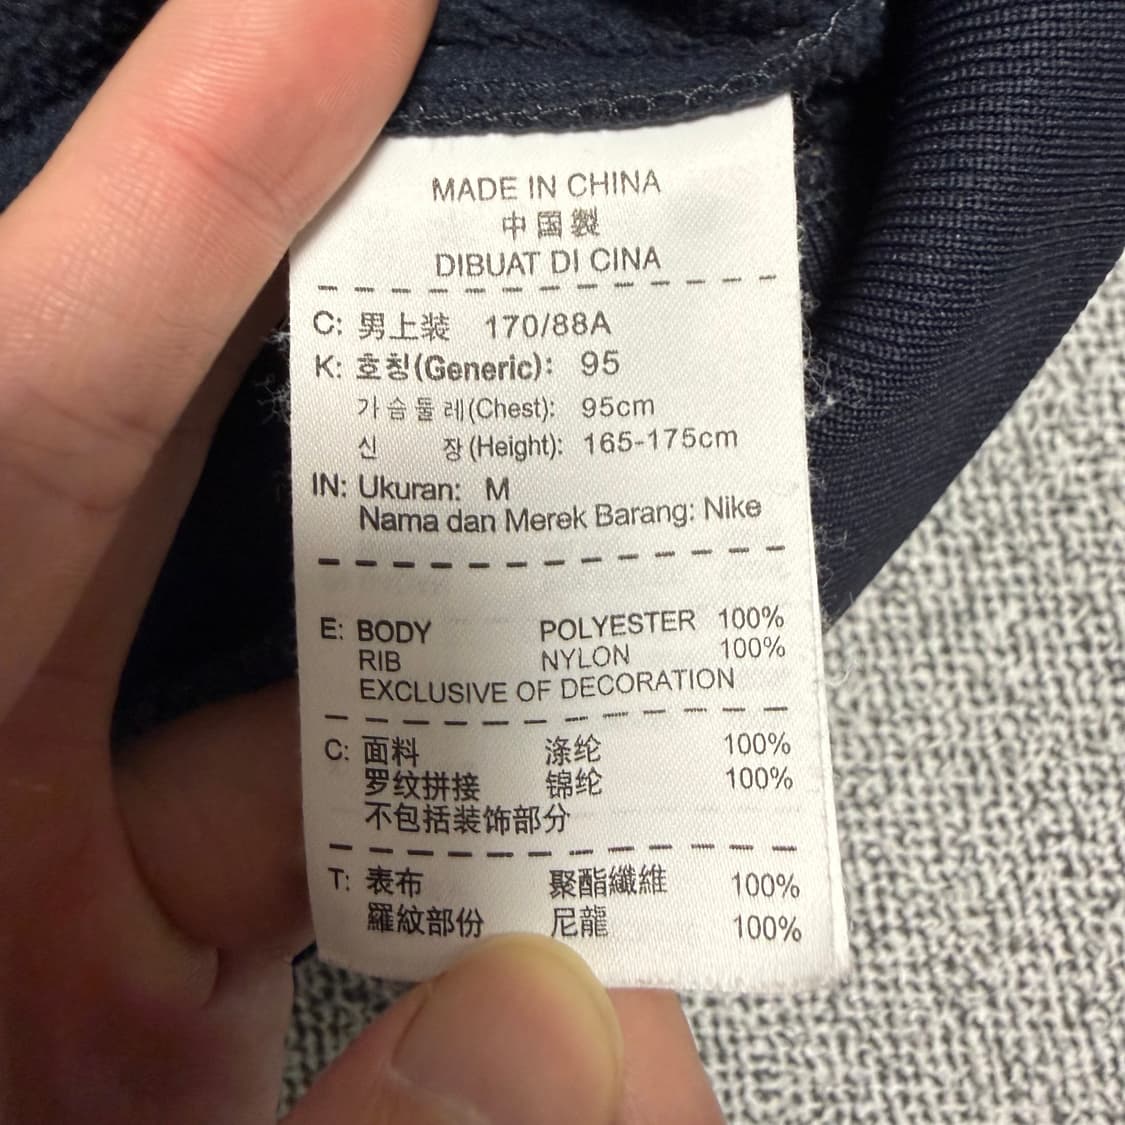 MADE IN CHINA
中国製
DIBUAT DI CINA
C: 男上装 170/88A
K: 호칭(Generic): 95
가슴둘레(Chest): 95cm
신 장(Height): 165-175cm
IN: Ukuran: M
Nama dan Merek Barang: Nike
E: BODY POLYESTER 100%
RIB NYLON 100%
EXCLUSIVE OF DECORATION
C: 面料 涤纶 100%
罗纹拼接 锦纶 100%
不包括装饰部分
T: 表布 聚酯纖維 100%
羅紋部份 尼龍 100%